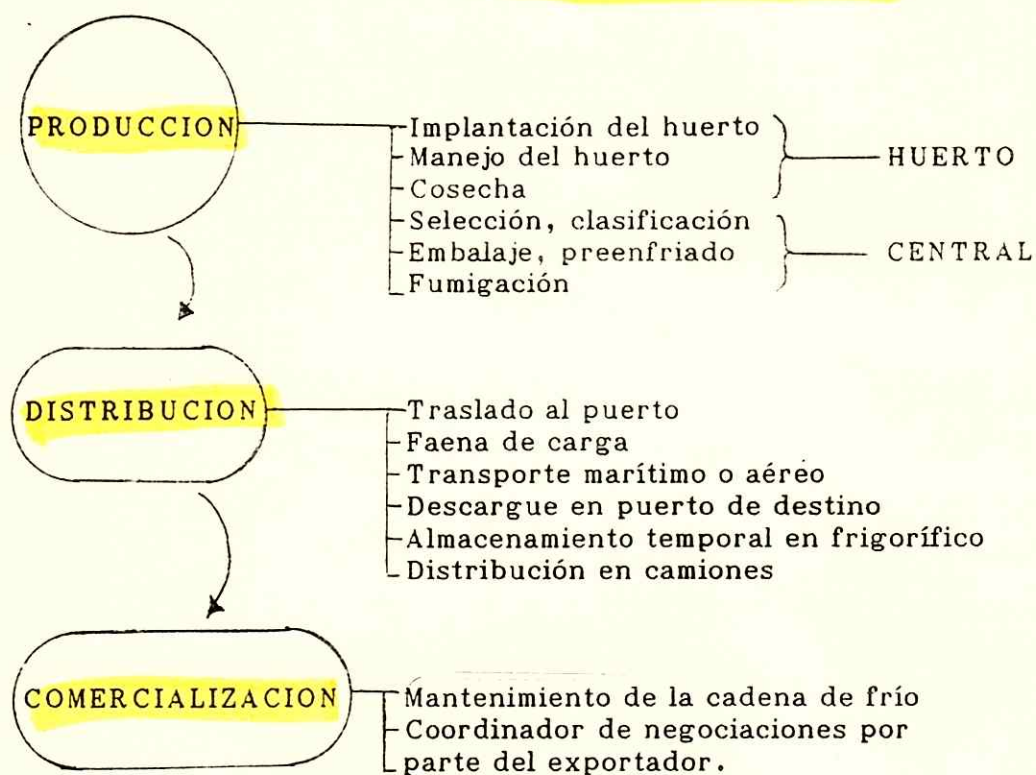 PRODUCCION
Implantación del huerto
Manejo del huerto
Cosecha
HUERTO
Selección, clasificación
Embalaje, preenfriado
Fumigación
CENTRAL
DISTRIBUCION
Traslado al puerto
Faena de carga
Transporte marítimo o aéreo
Descargue en puerto de destino
Almacenamiento temporal en frigorífico
Distribución en camiones
COMERCIALIZACION
Mantenimiento de la cadena de frío
Coordinador de negociaciones por
parte del exportador.